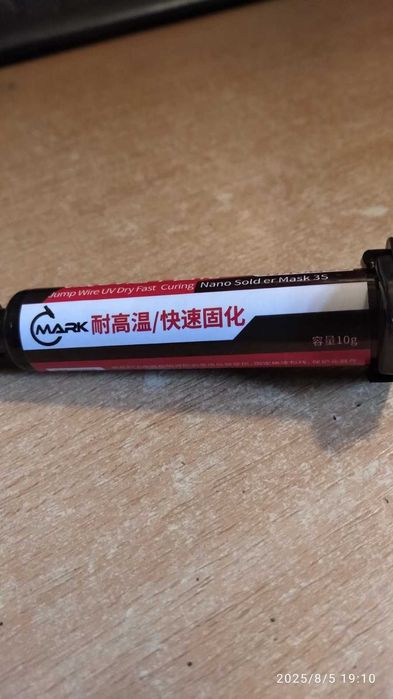 Jump Wire UV Dry Fast Curing Nano Sold er Mask 3S
MARK 耐高温/快速固化
容量10g
2025/8/5 19:10